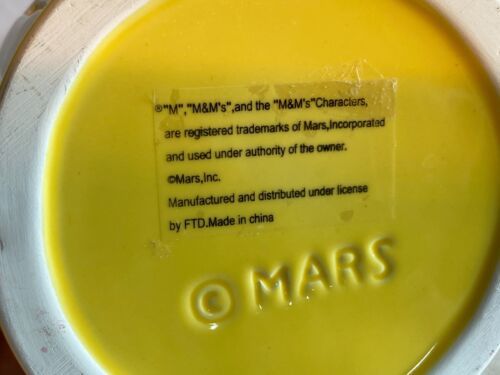 ®"M","M&M's",and the "M&M's"Characters,
are registered trademarks of Mars,Incorporated
and used under authority of the owner.
©Mars,Inc.
Manufactured and distributed under license
by FTD.Made in china
© MARS